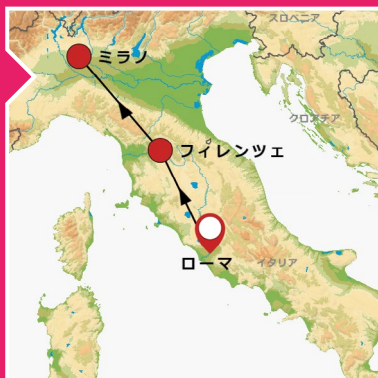 スロベニア
ミラノ
クロアチア
フィレンツェ
ローマ
イタリア